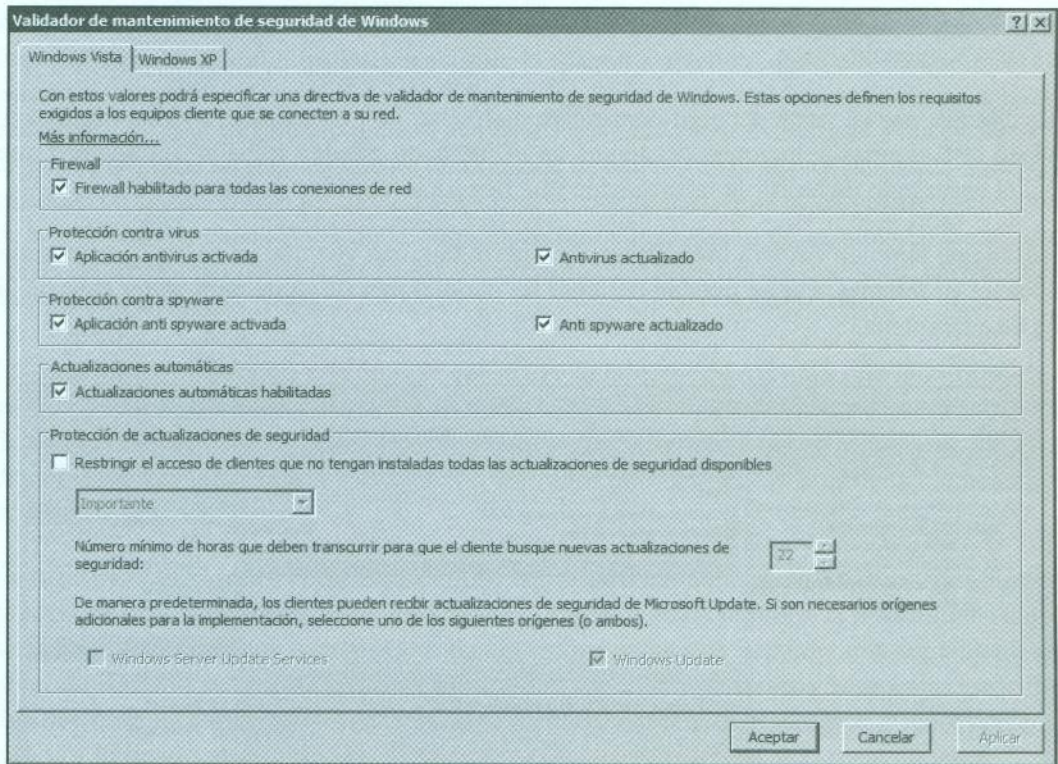 Validador de mantenimiento de seguridad de Windows
Windows Vista
Windows XP
Con estos valores podrá especificar una directiva de validador de mantenimiento de seguridad de Windows. Estas opciones definen los requisitos
exigidos a los equipos cliente que se conecten a su red.
Más información...
Firewall
Firewall habilitado para todas las conexiones de red
Protección contra virus
Aplicación antivirus activada
Antivirus actualizado
Protección contra spyware
Aplicación anti spyware activada
Anti spyware actualizado
Actualizaciones automáticas
Actualizaciones automáticas habilitadas
Protección de actualizaciones de seguridad
Restringir el acceso de clientes que no tengan instaladas todas las actualizaciones de seguridad disponibles
Importante
Número mínimo de horas que deben transcurrir para que el cliente busque nuevas actualizaciones de
seguridad:
22
De manera predeterminada, los clientes pueden recibir actualizaciones de seguridad de Microsoft Update. Si son necesarios orígenes
adicionales para la implementación, seleccione uno de los siguientes orígenes (o ambos).
Windows Server Update Services
Windows Update
Aceptar
Cancelar
Aplicar